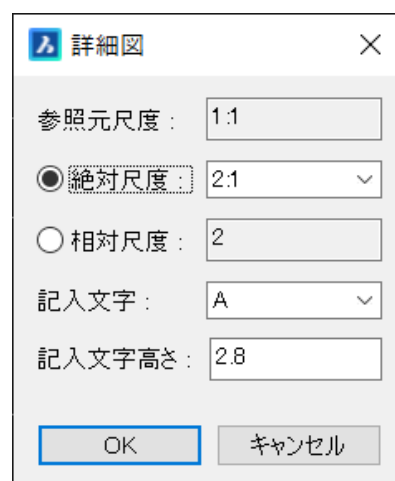 詳細図
参照元尺度 : 1:1
絶対尺度 : 2:1
相対尺度 : 2
記入文字 : A
記入文字高さ : 2.8
OK キャンセル